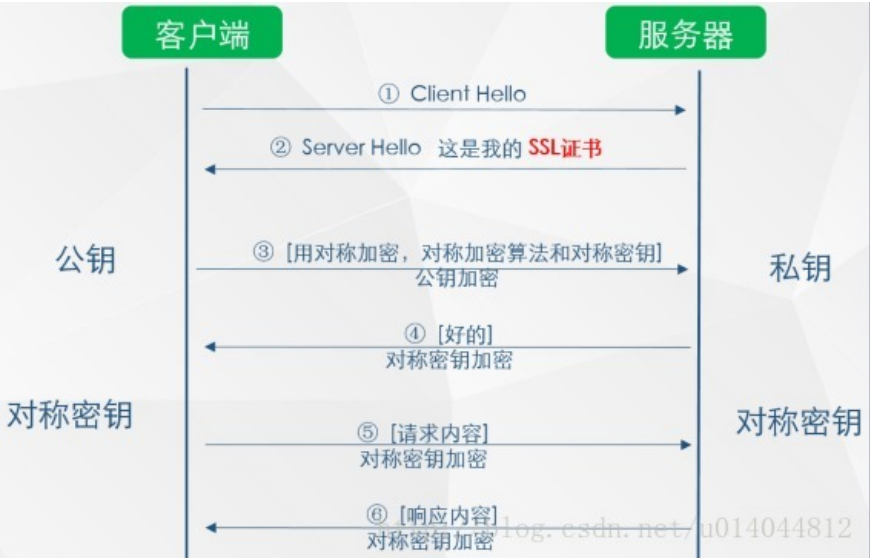 客户端
服务器
① Client Hello
② Server Hello 这是我的 SSL证书
③ [用对称加密，对称加密算法和对称密钥]
公钥加密
公钥
私钥
④ [好的]
对称密钥加密
对称密钥
对称密钥
⑤ [请求内容]
对称密钥加密
⑥ [响应内容]
对称密钥加密
blog.csdn.net/u014044812